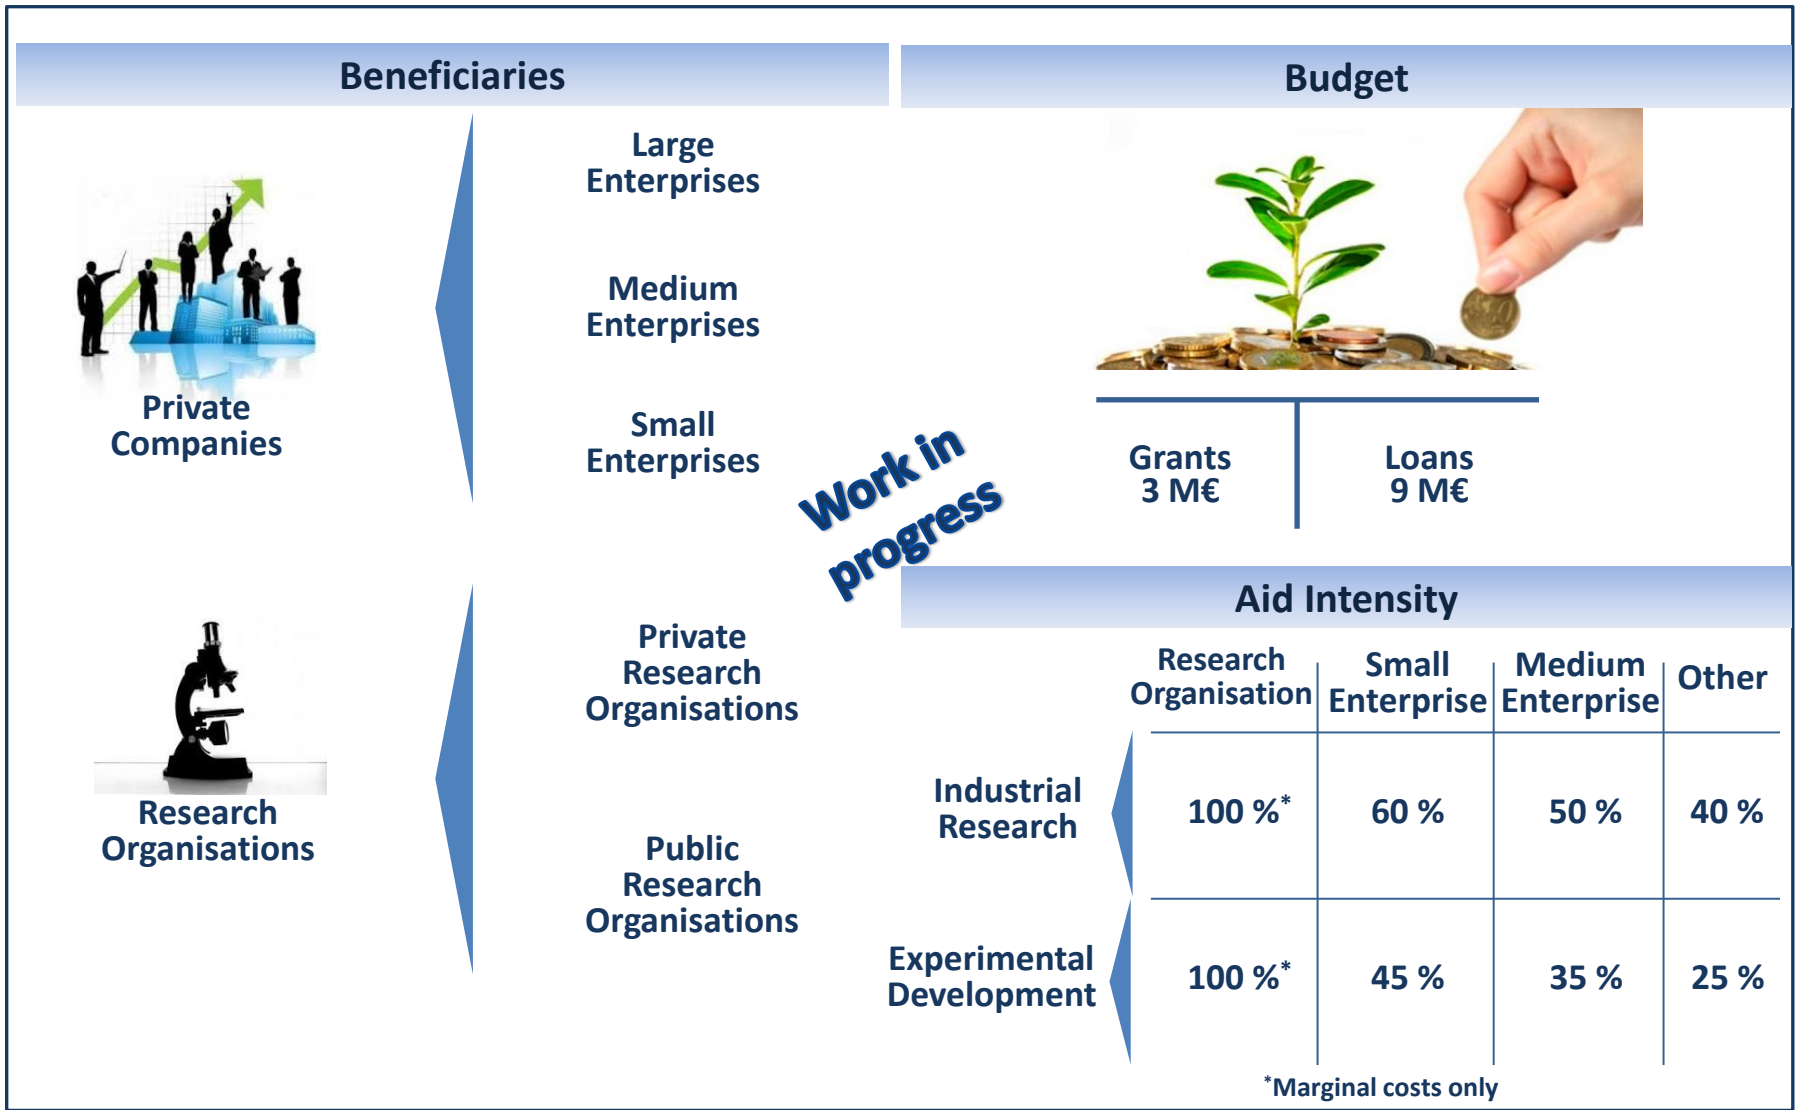 Beneficiaries
Private
Companies
Large
Enterprises
Medium
Enterprises
Small
Enterprises
Research
Organisations
Private
Research
Organisations
Public
Research
Organisations
Work in
progress
Budget
Grants
3 M€
Loans
9 M€
Aid Intensity
Research
Organisation
Small
Enterprise
Medium
Enterprise
Other
Industrial
Research
100 %*
60 %
50 %
40 %
Experimental
Development
100 %*
45 %
35 %
25 %
*Marginal costs only